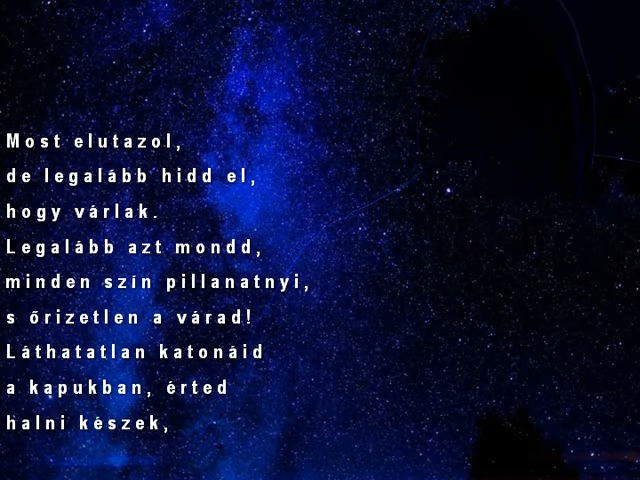 Most elutazol,
de legalább hidd el,
hogy várlak.
Legalább azt mondd,
minden szín pillanatnyi,
s őrizetlen a várad!
Láthatatlan katonáid
a kapukban, érted
halni készek,